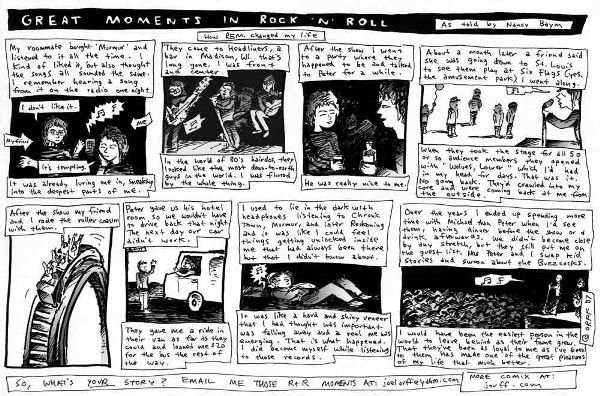 GREAT MOMENTS IN ROCK 'N' ROLL
As told by Nancy Baym
How REM. changed my life
My roommate bought 'Murmur' and
listened to it all the time. I
kind of liked it, but also thought
the songs all sounded the same.
I remember hearing a song
from it on the radio one night.
I don't like it.
My friend
me
It's tempting.
It was already luring me in, sneaking
into the deepest parts of me.
They came to Headliners, a
bar in Madison, WI. that's
long gone. I was front
and center.
In the world of 80's hairdos, they
looked like the most down-to-earth
guys in the world. I was floored
by the whole thing.
After the show I went
to a party where they
happened to be and talked
to Peter for a while.
He was really nice to me.
About a month later a friend said
she was going down to St. Louis
to see them play at Six Flags (yes,
the amusement park) I went along.
When they took the stage for all 50
or so audience members they opened
with "Wolves, Lower" which I'd had
in my head for days. That was it.
No going back. They'd crawled into my
core and were coming back at me from
the outside.
After the show my friend
and I rode the roller coaster
with them.
Peter gave us his hotel
room so we wouldn't have
to drive back that night.
The next day our car
didn't work.
They gave me a ride in
their van as far as they
could and loaned me $20
for the bus the rest of
the way.
I used to lie in the dark with
headphones listening to Chronic
Town, Murmur, and later Reckoning
and it was like I could feel
things getting unlocked inside
me that had always been there
but that I didn't know about.
It was like a hard and shiny veneer
that I had thought was important
was falling away and a real me was
emerging. That is what happened.
I did become myself while listening
to those records.
Over the years I ended up spending more
time with Michael than Peter when I'd see
them, having dinner before the show or a
drink afterwards. We didn't become close
by any stretch, but they still put me on
the guest list. Nas Peter and I swap kid
stories and swoon about the Buzzcocks.
I would have been the easiest person in the
world to leave behind as their fame grew.
That they've been as loyal to me as I've been
to them has made one of the great pleasures
of my life that much better.
© OFFF 07
SO, WHAT'S YOUR STORY? EMAIL ME THOSE R+R MOMENTS AT:
MORE COMIX AT:
jorff.com